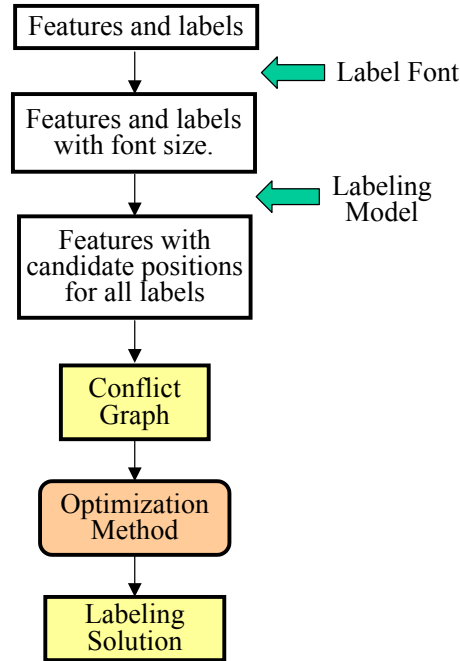 Features and labels
Label Font
Features and labels
with font size.
Labeling
Model
Features with
candidate positions
for all labels
Conflict
Graph
Optimization
Method
Labeling
Solution